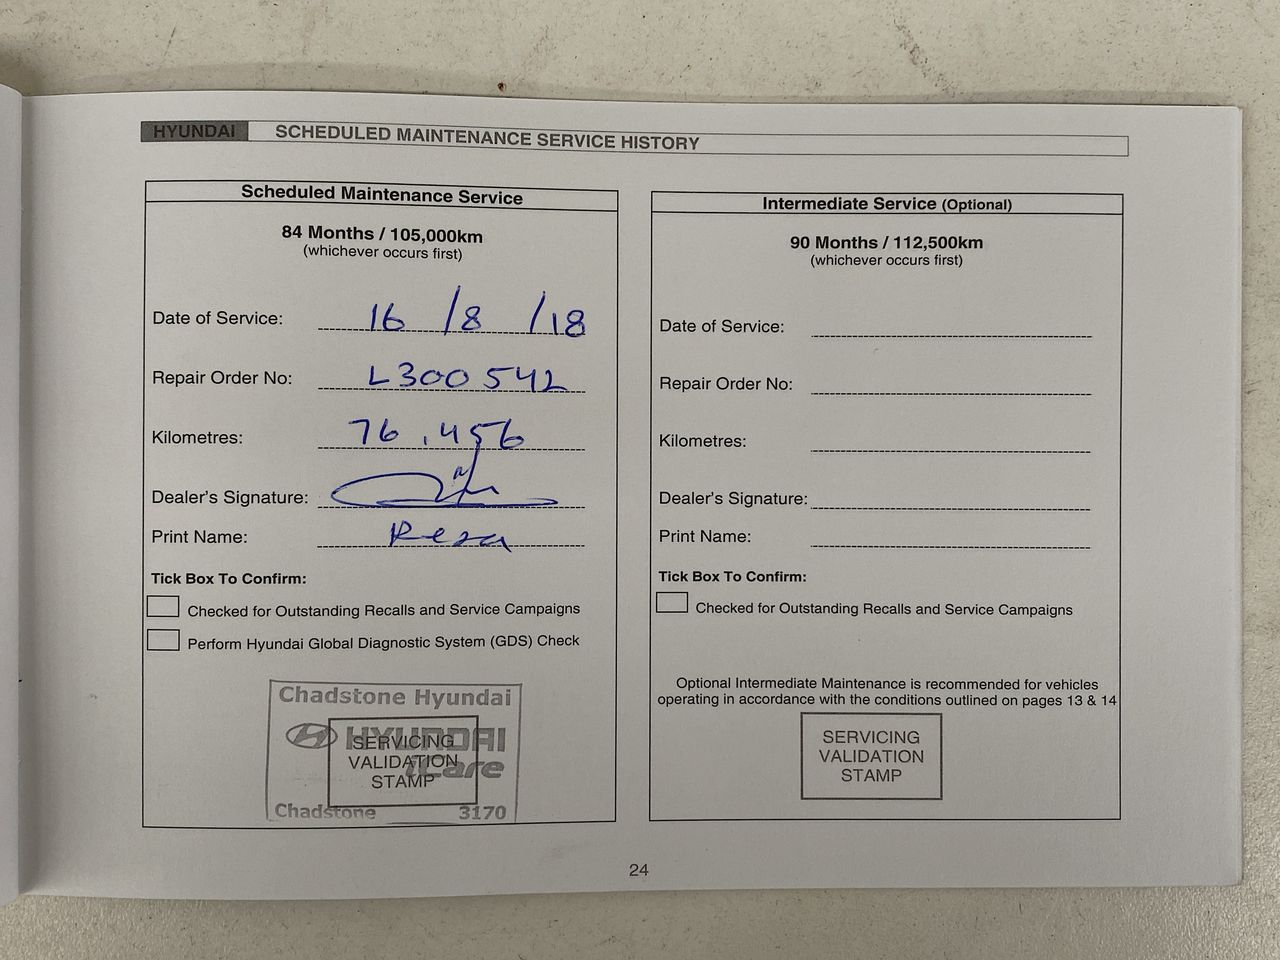 HYUNDAI SCHEDULED MAINTENANCE SERVICE HISTORY
Scheduled Maintenance Service
84 Months / 105,000km
(whichever occurs first)
Date of Service: 16/8/18
Repair Order No: L300542
Kilometres: 76,456
Dealer's Signature:
Print Name: Reza
Tick Box To Confirm:
Checked for Outstanding Recalls and Service Campaigns
Perform Hyundai Global Diagnostic System (GDS) Check
Chadstone Hyundai
HYUNDAI
iCare
Chadstone 3170
SERVICING
VALIDATION
STAMP
Intermediate Service (Optional)
90 Months / 112,500km
(whichever occurs first)
Date of Service:
Repair Order No:
Kilometres:
Dealer's Signature:
Print Name:
Tick Box To Confirm:
Checked for Outstanding Recalls and Service Campaigns
Optional Intermediate Maintenance is recommended for vehicles
operating in accordance with the conditions outlined on pages 13 & 14
SERVICING
VALIDATION
STAMP
24